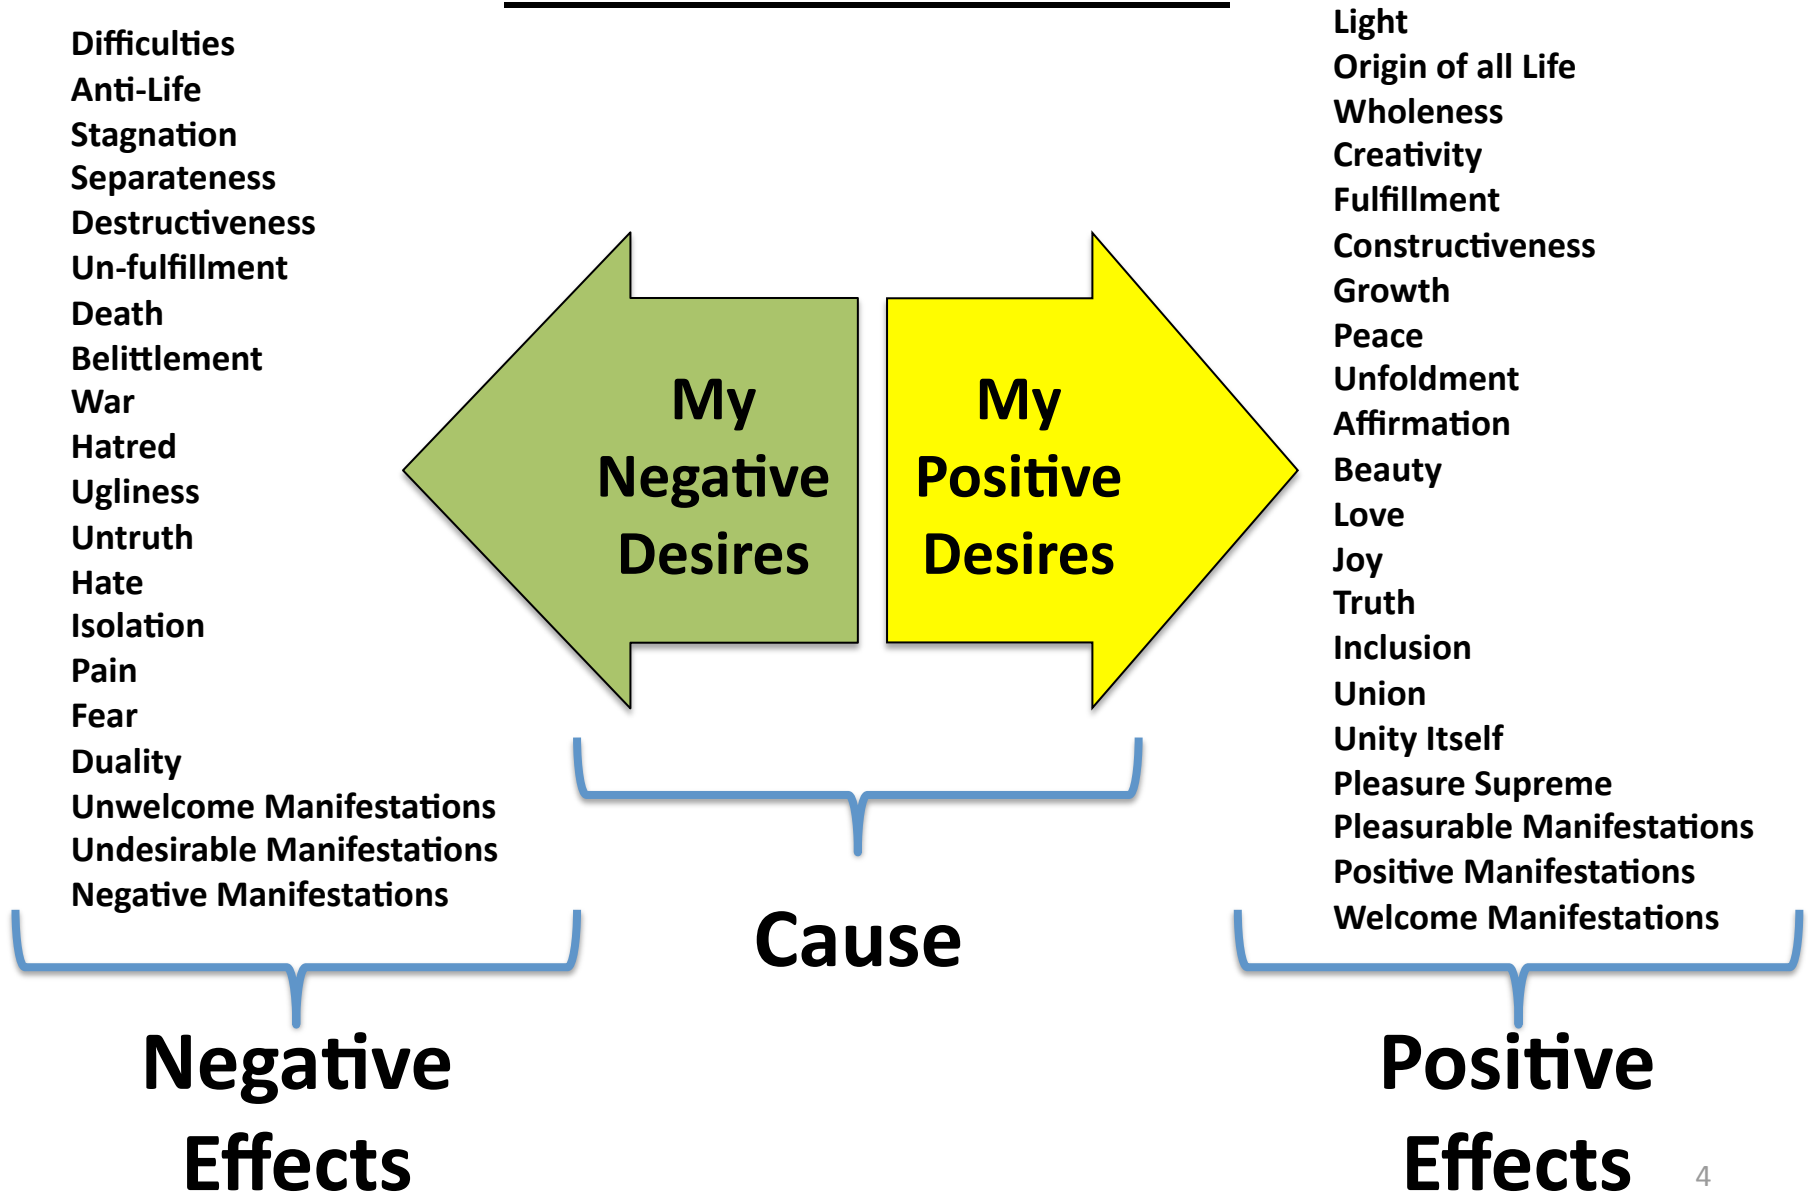 Difficulties
Anti-Life
Stagnation
Separateness
Destructiveness
Un-fulfillment
Death
Belittlement
War
Hatred
Ugliness
Untruth
Hate
Isolation
Pain
Fear
Duality
Unwelcome Manifestations
Undesirable Manifestations
Negative Manifestations
Negative
Effects
My
Negative
Desires
My
Positive
Desires
Cause
Light
Origin of all Life
Wholeness
Creativity
Fulfillment
Constructiveness
Growth
Peace
Unfoldment
Affirmation
Beauty
Love
Joy
Truth
Inclusion
Union
Unity Itself
Pleasure Supreme
Pleasurable Manifestations
Positive Manifestations
Welcome Manifestations
Positive
Effects
4